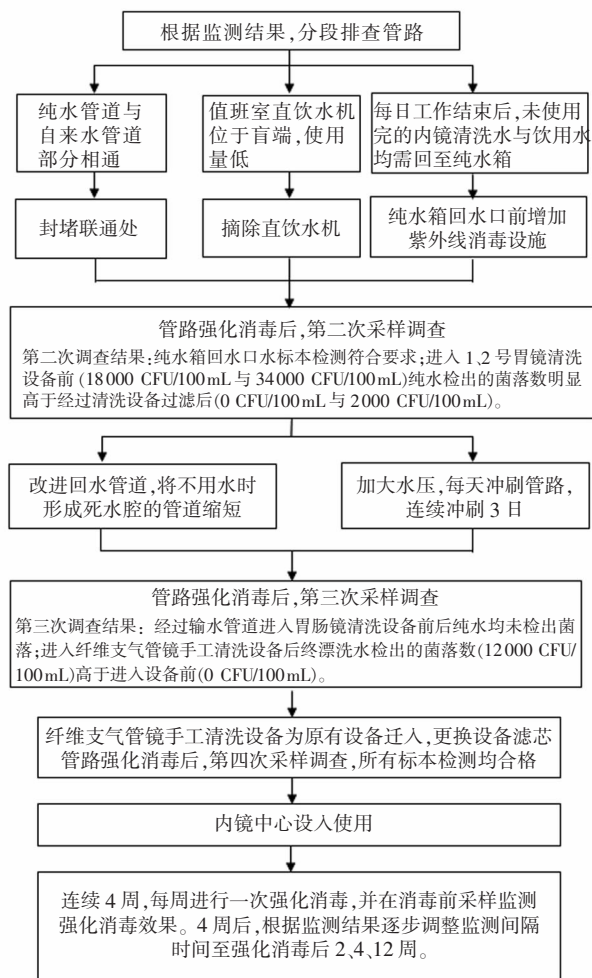 根据监测结果,分段排查管路
纯水管道与
自来水管道
部分相通
值班室直饮水机
位于盲端,使用
量低
每日工作结束后,未使用
完的内镜清洗水与饮用水
均需回至纯水箱
封堵联通处
摘除直饮水机
纯水箱回水口前增加
紫外线消毒设施
管路强化消毒后,第二次采样调查
第二次调查结果:纯水箱回水口水标本检测符合要求;进入1、2号胃镜清洗
设备前(18000 CFU/100mL与34000 CFU/100mL)纯水检出的菌落数明显
高于经过清洗设备过滤后(0 CFU/100mL与2000 CFU/100mL)。
改进回水管道,将不用水时
形成死水腔的管道缩短
加大水压,每天冲刷管路,
连续冲刷3日
管路强化消毒后,第三次采样调查
第三次调查结果:经过输水管道进入胃肠镜清洗设备前后纯水均未检出菌
落;进入纤维支气管镜手工清洗设备后终漂洗水检出的菌落数(12000 CFU/
100mL)高于进入设备前(0 CFU/100mL)。
纤维支气管镜手工清洗设备为原有设备迁入,更换设备滤芯
管路强化消毒后,第四次采样调查,所有标本检测均合格
内镜中心设入使用
连续4周,每周进行一次强化消毒,并在消毒前采样监测
强化消毒效果。4周后,根据监测结果逐步调整监测间隔
时间至强化消毒后2、4、12周。